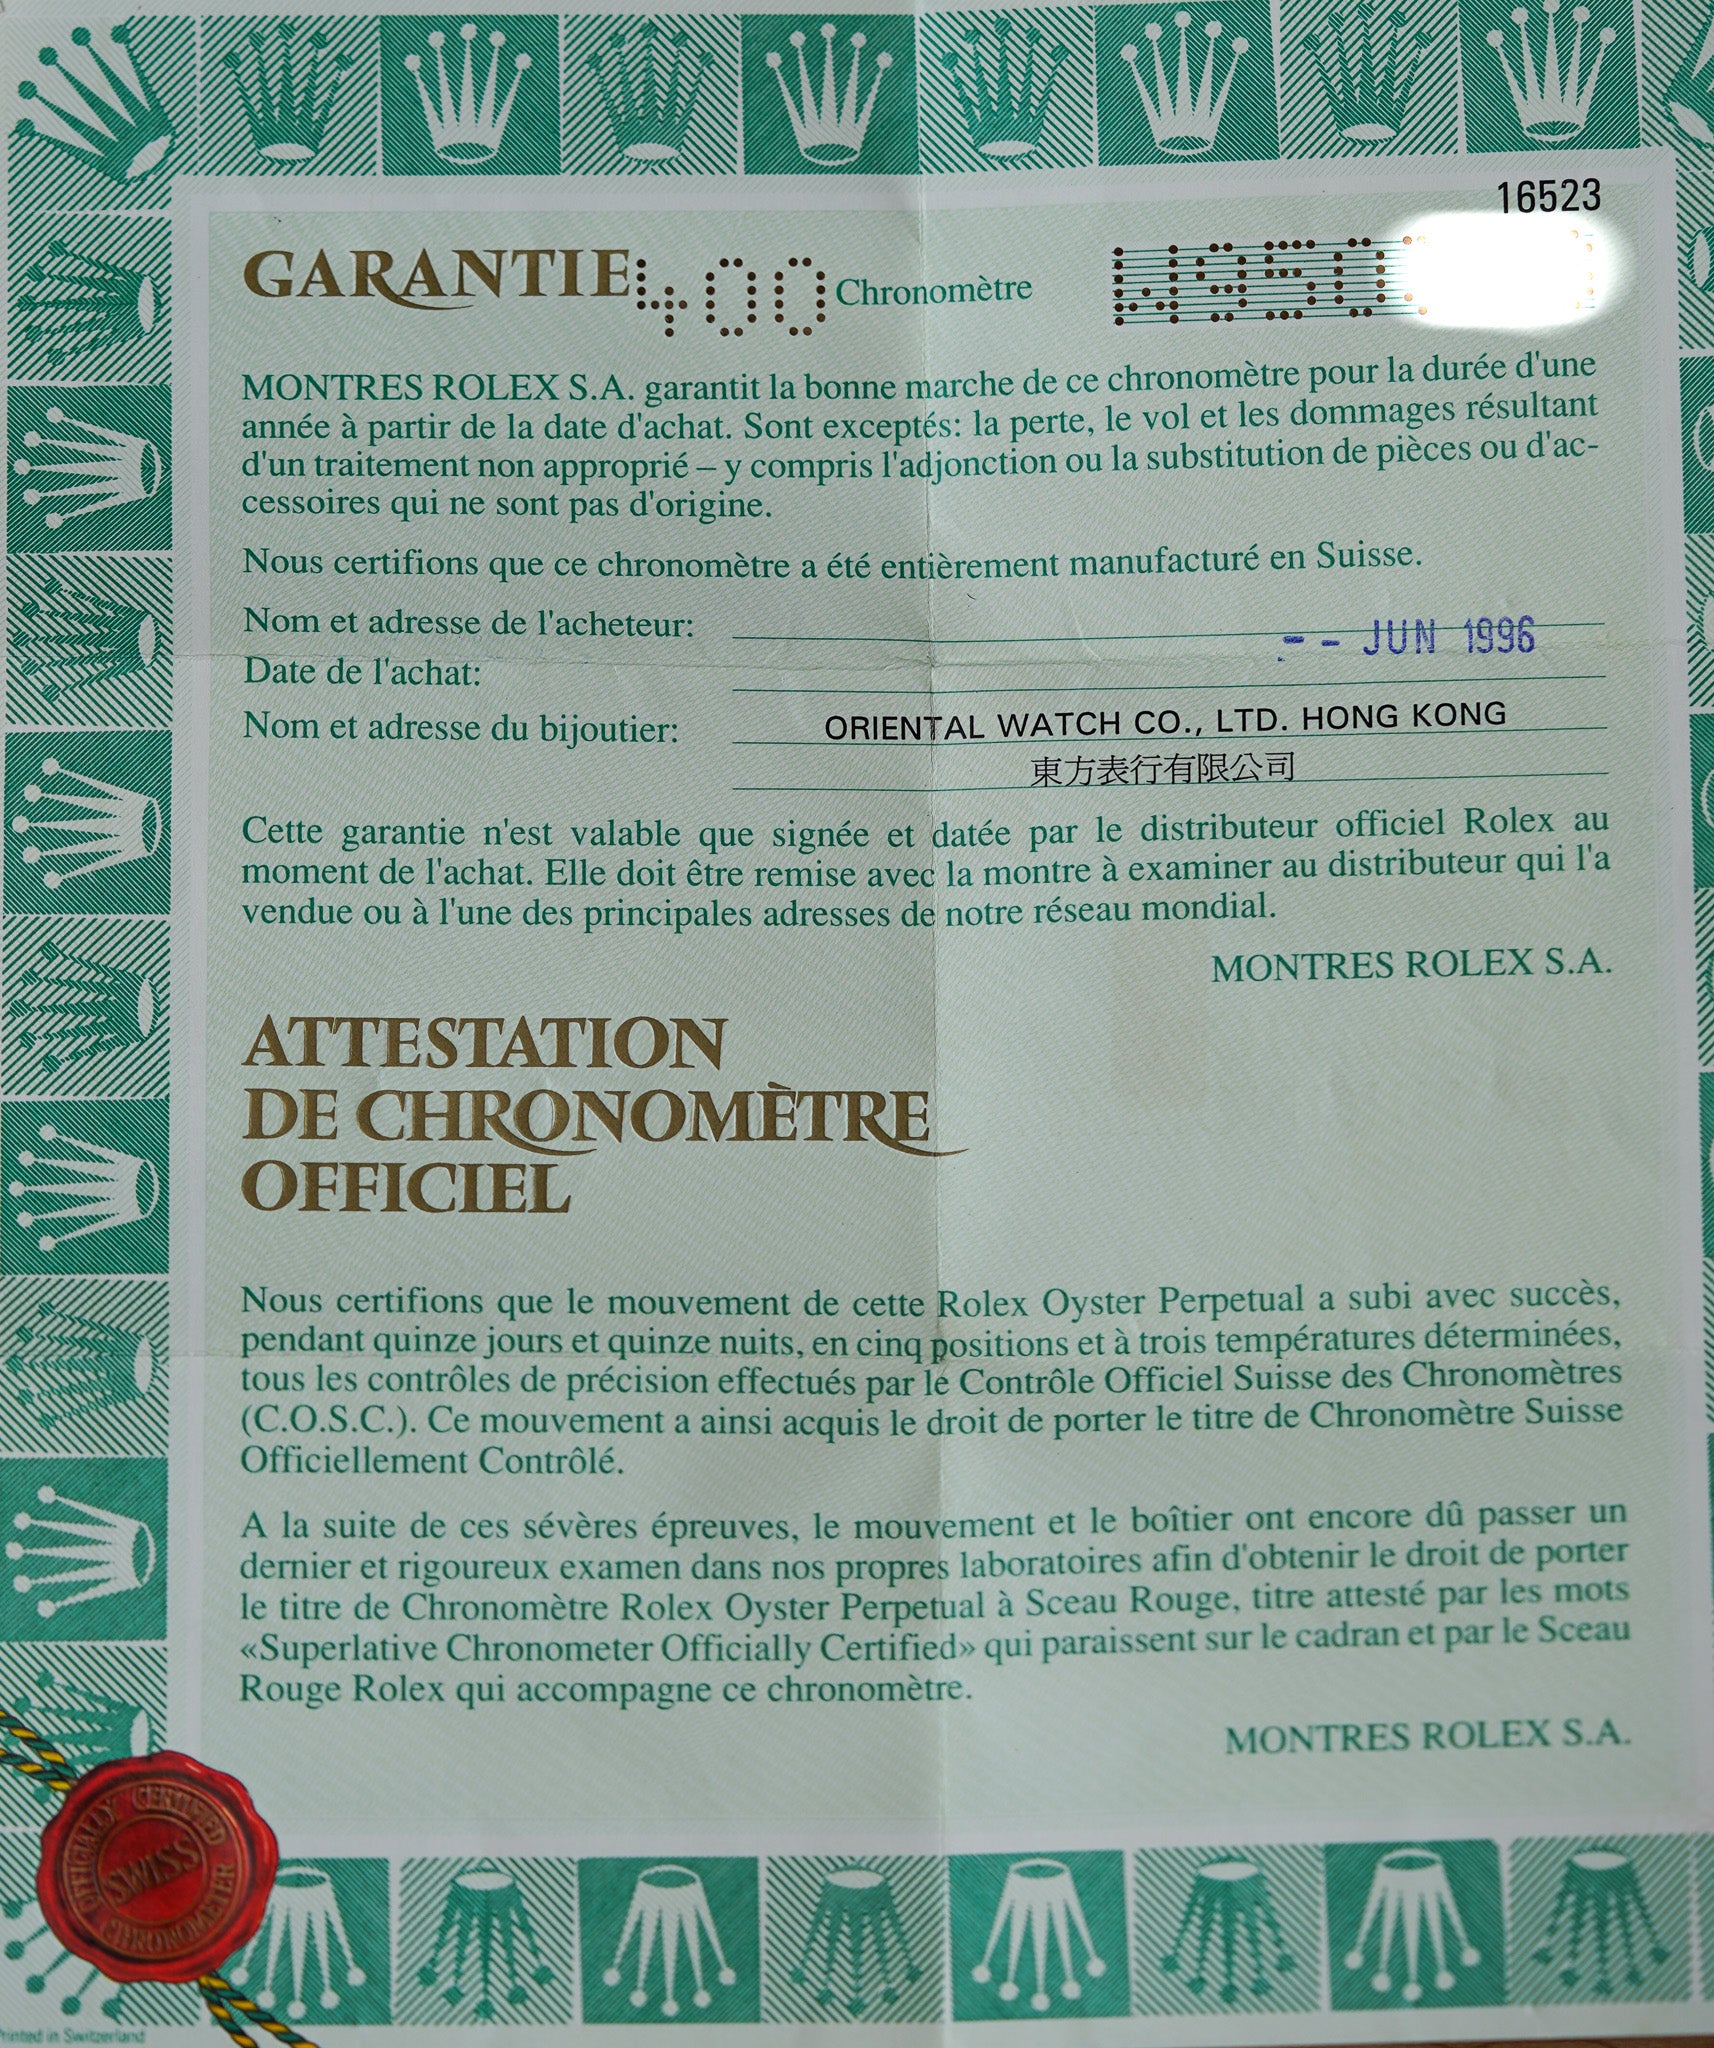 16523
GARANTIE 400 Chronomètre
MONTRES ROLEX S.A. garantit la bonne marche de ce chronomètre pour la durée d'une
année à partir de la date d'achat. Sont exceptés: la perte, le vol et les dommages résultant
d'un traitement non approprié – y compris l'adjonction ou la substitution de pièces ou d'ac-
cessoires qui ne sont pas d'origine.
Nous certifions que ce chronomètre a été entièrement manufacturé en Suisse.
Nom et adresse de l'acheteur:
- - JUN 1996
Date de l'achat:
Nom et adresse du bijoutier: ORIENTAL WATCH CO., LTD. HONG KONG
東方表行有限公司
Cette garantie n'est valable que signée et datée par le distributeur officiel Rolex au
moment de l'achat. Elle doit être remise avec la montre à examiner au distributeur qui l'a
vendue ou à l'une des principales adresses de notre réseau mondial.
MONTRES ROLEX S.A.
ATTESTATION
DE CHRONOMÈTRE
OFFICIEL
Nous certifions que le mouvement de cette Rolex Oyster Perpetual a subi avec succès,
pendant quinze jours et quinze nuits, en cinq positions et à trois températures déterminées,
tous les contrôles de précision effectués par le Contrôle Officiel Suisse des Chronomètres
(C.O.S.C.). Ce mouvement a ainsi acquis le droit de porter le titre de Chronomètre Suisse
Officiellement Contrôlé.
A la suite de ces sévères épreuves, le mouvement et le boîtier ont encore dû passer un
dernier et rigoureux examen dans nos propres laboratoires afin d'obtenir le droit de porter
le titre de Chronomètre Rolex Oyster Perpetual à Sceau Rouge, titre attesté par les mots
«Superlative Chronometer Officially Certified» qui paraissent sur le cadran et par le Sceau
Rouge Rolex qui accompagne ce chronomètre.
MONTRES ROLEX S.A.
OFFICIALLY CERTIFIED
SWISS
CHRONOMETER
Printed in Switzerland